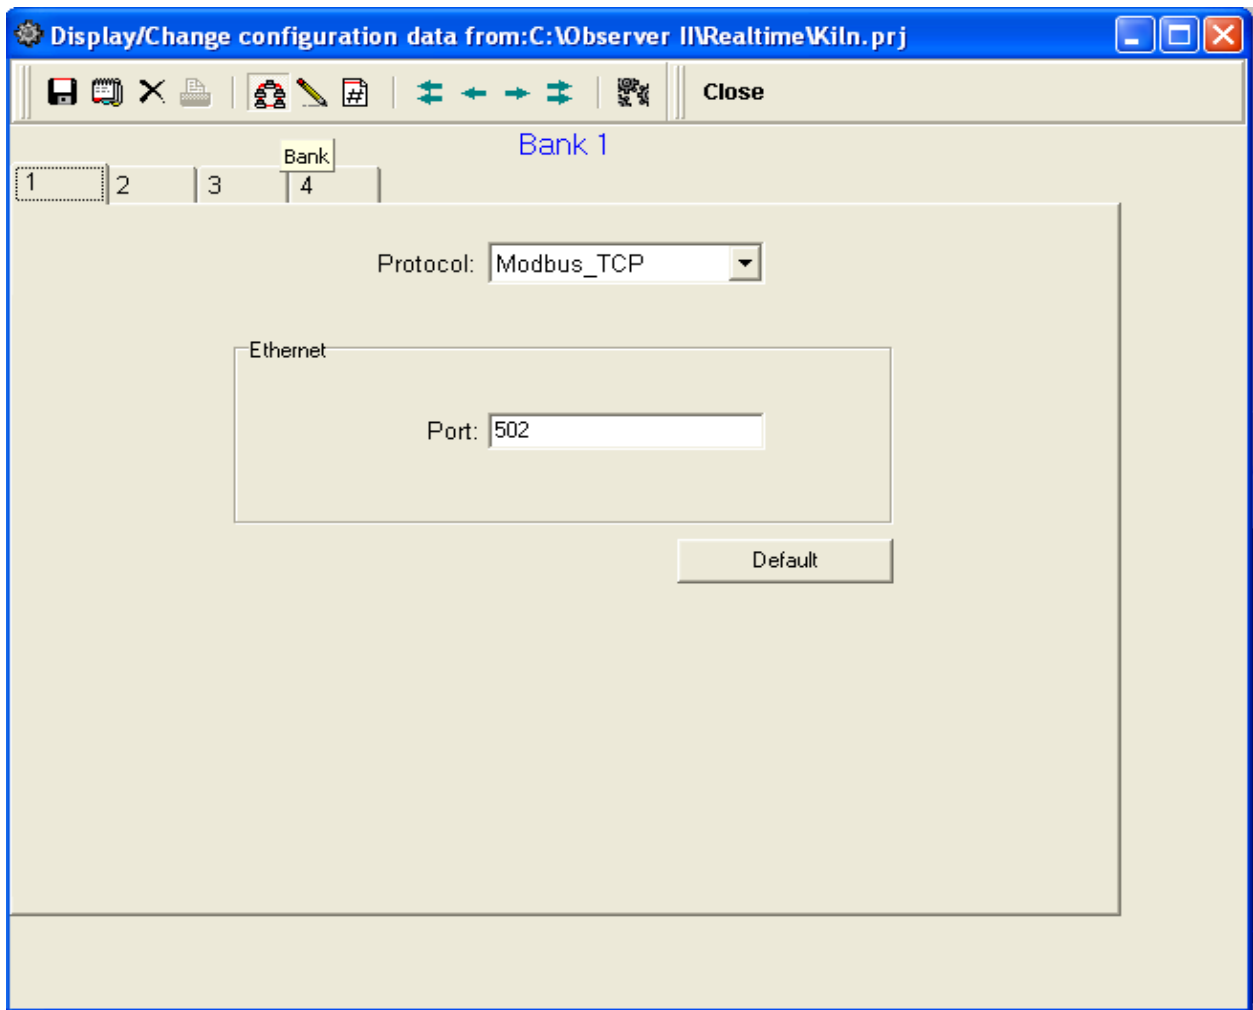 Display/Change configuration data from:C:\Observer II\Realtime\Kiln.prj
# Close
Bank 1
Bank
1 2 3 4
Protocol: Modbus_TCP
Ethernet
Port: 502
Default